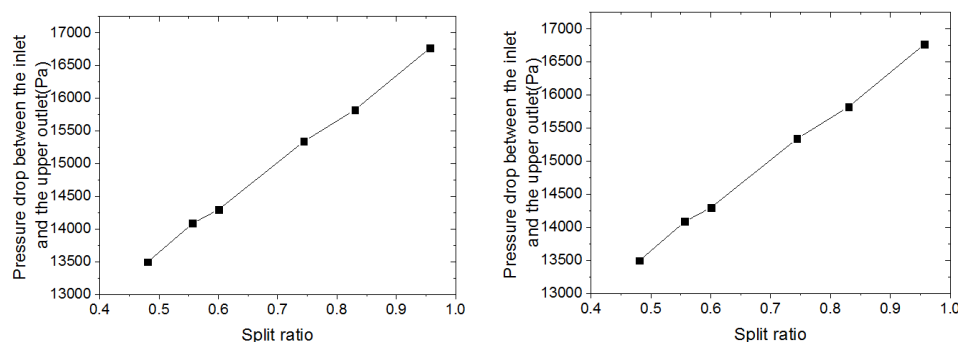 Pressure drop between the inlet
and the upper outlet(Pa)
17000
16500
16000
15500
15000
14500
14000
13500
13000
0.4 0.5 0.6 0.7 0.8 0.9 1.0
Split ratio
Pressure drop between the inlet
and the upper outlet(Pa)
17000
16500
16000
15500
15000
14500
14000
13500
13000
0.4 0.5 0.6 0.7 0.8 0.9 1.0
Split ratio